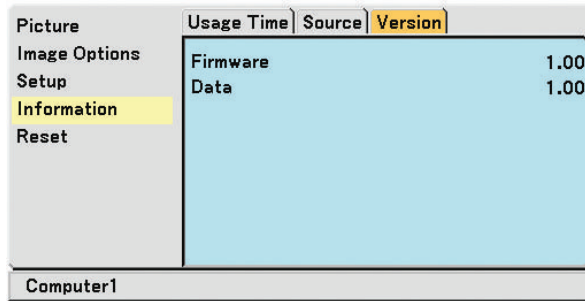 Usage Time Source Version
Picture
Image Options
Setup
Information
Reset
Firmware 1.00
Data 1.00
Computer1